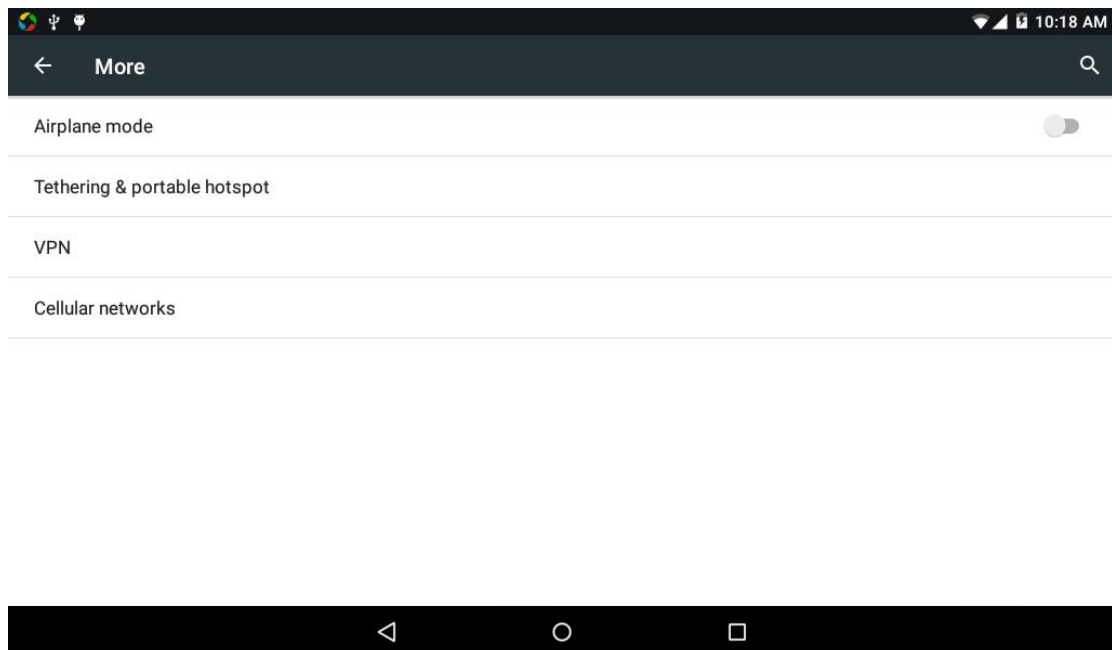 10:18 AM
More
Airplane mode
Tethering & portable hotspot
VPN
Cellular networks